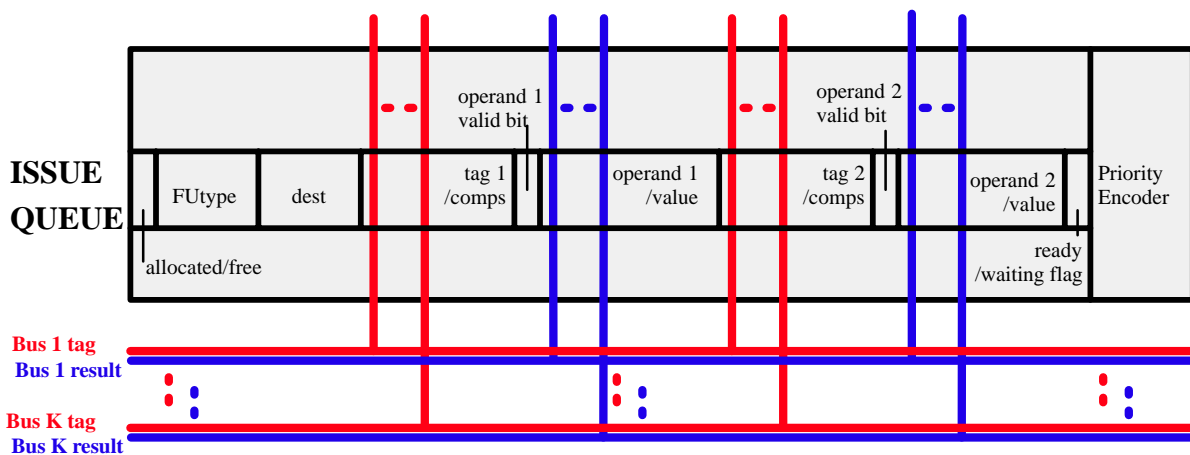 operand 1
valid bit
operand 2
valid bit
ISSUE
QUEUE
FUtype
dest
tag 1
/comps
operand 1
/value
tag 2
/comps
operand 2
/value
Priority
Encoder
allocated/free
ready
/waiting flag
Bus 1 tag
Bus 1 result
Bus K tag
Bus K result